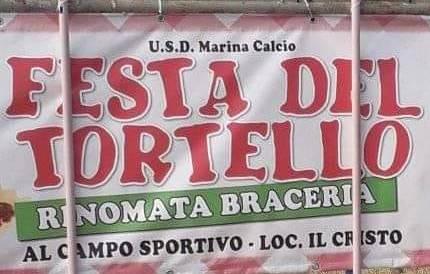 U.S.D. Marina Calcio
FESTA DEL
TORTELLO
RINOMATA BRACERIA
AL CAMPO SPORTIVO - LOC. IL CRISTO